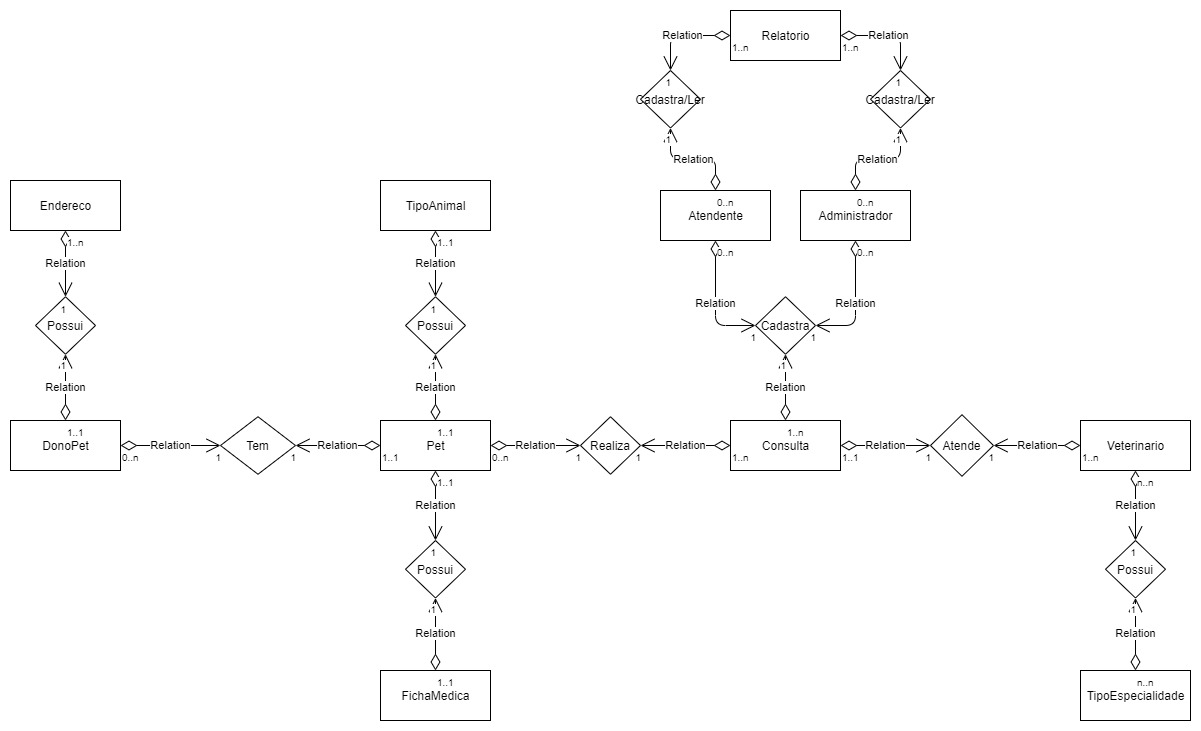 Relation
Relatorio
Relation
1..n
1..n
1
1
Cadastra/Ler
Cadastra/Ler
1
1
Relation
Relation
Endereco
TipoAnimal
0..n
0..n
Atendente
Administrador
1..n
1..1
0..n
0..n
Relation
Relation
Relation
Relation
1
1
Possui
Possui
Cadastra
1
1
1
1
1
Relation
Relation
Relation
1..1
1..1
1..n
DonoPet
Relation
Tem
Relation
Pet
Relation
Realiza
Relation
Consulta
Relation
Atende
Relation
Veterinario
0..n
1
1
1..1
0..n
1
1
1..n
1..1
1
1
1..n
1..1
n..n
Relation
Relation
1
1
Possui
Possui
1
1
Relation
Relation
1..1
n..n
FichaMedica
TipoEspecialidade